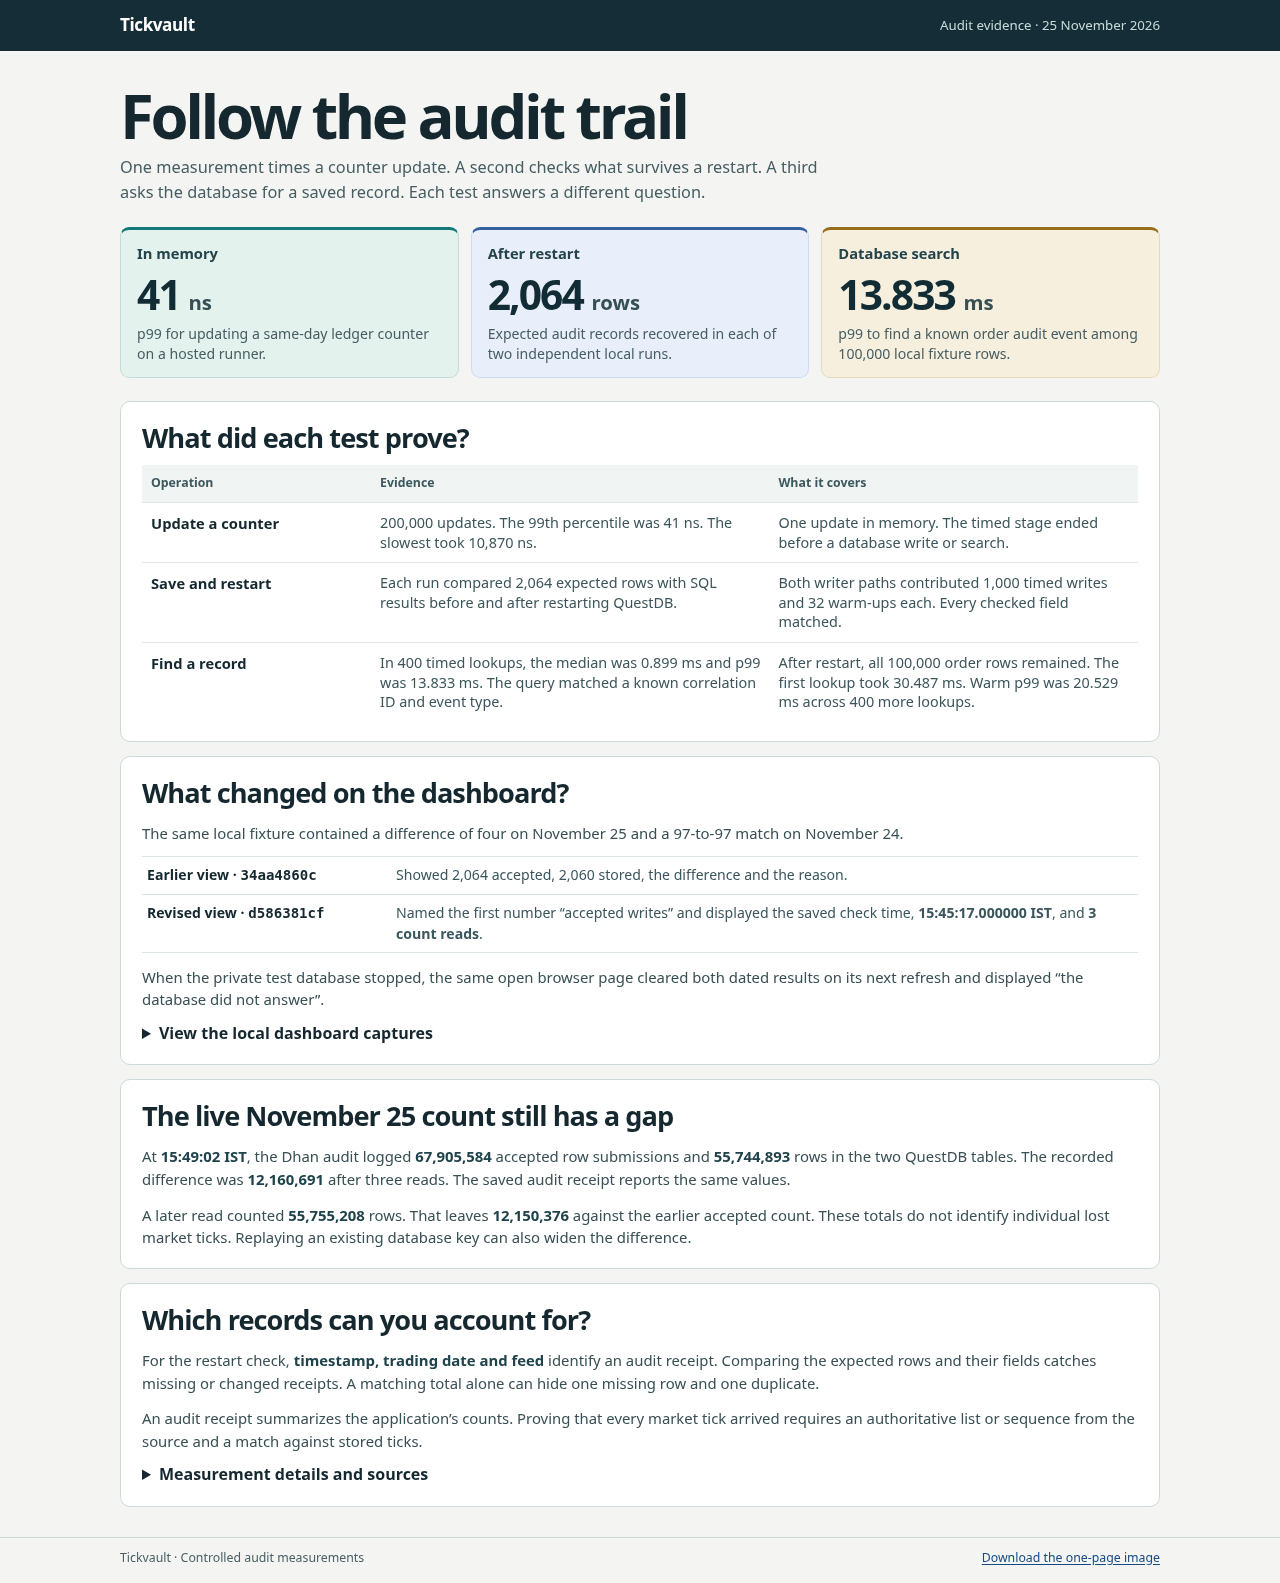 Tickvault
Audit evidence · 25 November 2026
Follow the audit trail
One measurement times a counter update. A second checks what survives a restart. A third
asks the database for a saved record. Each test answers a different question.
In memory
41 ns
p99 for updating a same-day ledger counter
on a hosted runner.
After restart
2,064 rows
Expected audit records recovered in each of
two independent local runs.
Database search
13.833 ms
p99 to find a known order audit event among
100,000 local fixture rows.
What did each test prove?
Operation
Evidence
What it covers
Update a counter
200,000 updates. The 99th percentile was 41 ns. The
slowest took 10,870 ns.
One update in memory. The timed stage ended
before a database write or search.
Save and restart
Each run compared 2,064 expected rows with SQL
results before and after restarting QuestDB.
Both writer paths contributed 1,000 timed writes
and 32 warm-ups each. Every checked field
matched.
Find a record
In 400 timed lookups, the median was 0.899 ms and p99
was 13.833 ms. The query matched a known correlation
ID and event type.
After restart, all 100,000 order rows remained. The
first lookup took 30.487 ms. Warm p99 was 20.529
ms across 400 more lookups.
What changed on the dashboard?
The same local fixture contained a difference of four on November 25 and a 97-to-97 match on November 24.
Earlier view · 34aa4860c
Showed 2,064 accepted, 2,060 stored, the difference and the reason.
Revised view · d586381cf
Named the first number “accepted writes” and displayed the saved check time, 15:45:17.000000 IST, and 3
count reads.
When the private test database stopped, the same open browser page cleared both dated results on its next refresh and displayed “the
database did not answer”.
▶ View the local dashboard captures
The live November 25 count still has a gap
At 15:49:02 IST, the Dhan audit logged 67,905,584 accepted row submissions and 55,744,893 rows in the two QuestDB tables. The recorded
difference was 12,160,691 after three reads. The saved audit receipt reports the same values.
A later read counted 55,755,208 rows. That leaves 12,150,376 against the earlier accepted count. These totals do not identify individual lost
market ticks. Replaying an existing database key can also widen the difference.
Which records can you account for?
For the restart check, timestamp, trading date and feed identify an audit receipt. Comparing the expected rows and their fields catches
missing or changed receipts. A matching total alone can hide one missing row and one duplicate.
An audit receipt summarizes the application’s counts. Proving that every market tick arrived requires an authoritative list or sequence from the
source and a match against stored ticks.
▶ Measurement details and sources
Tickvault · Controlled audit measurements
Download the one-page image